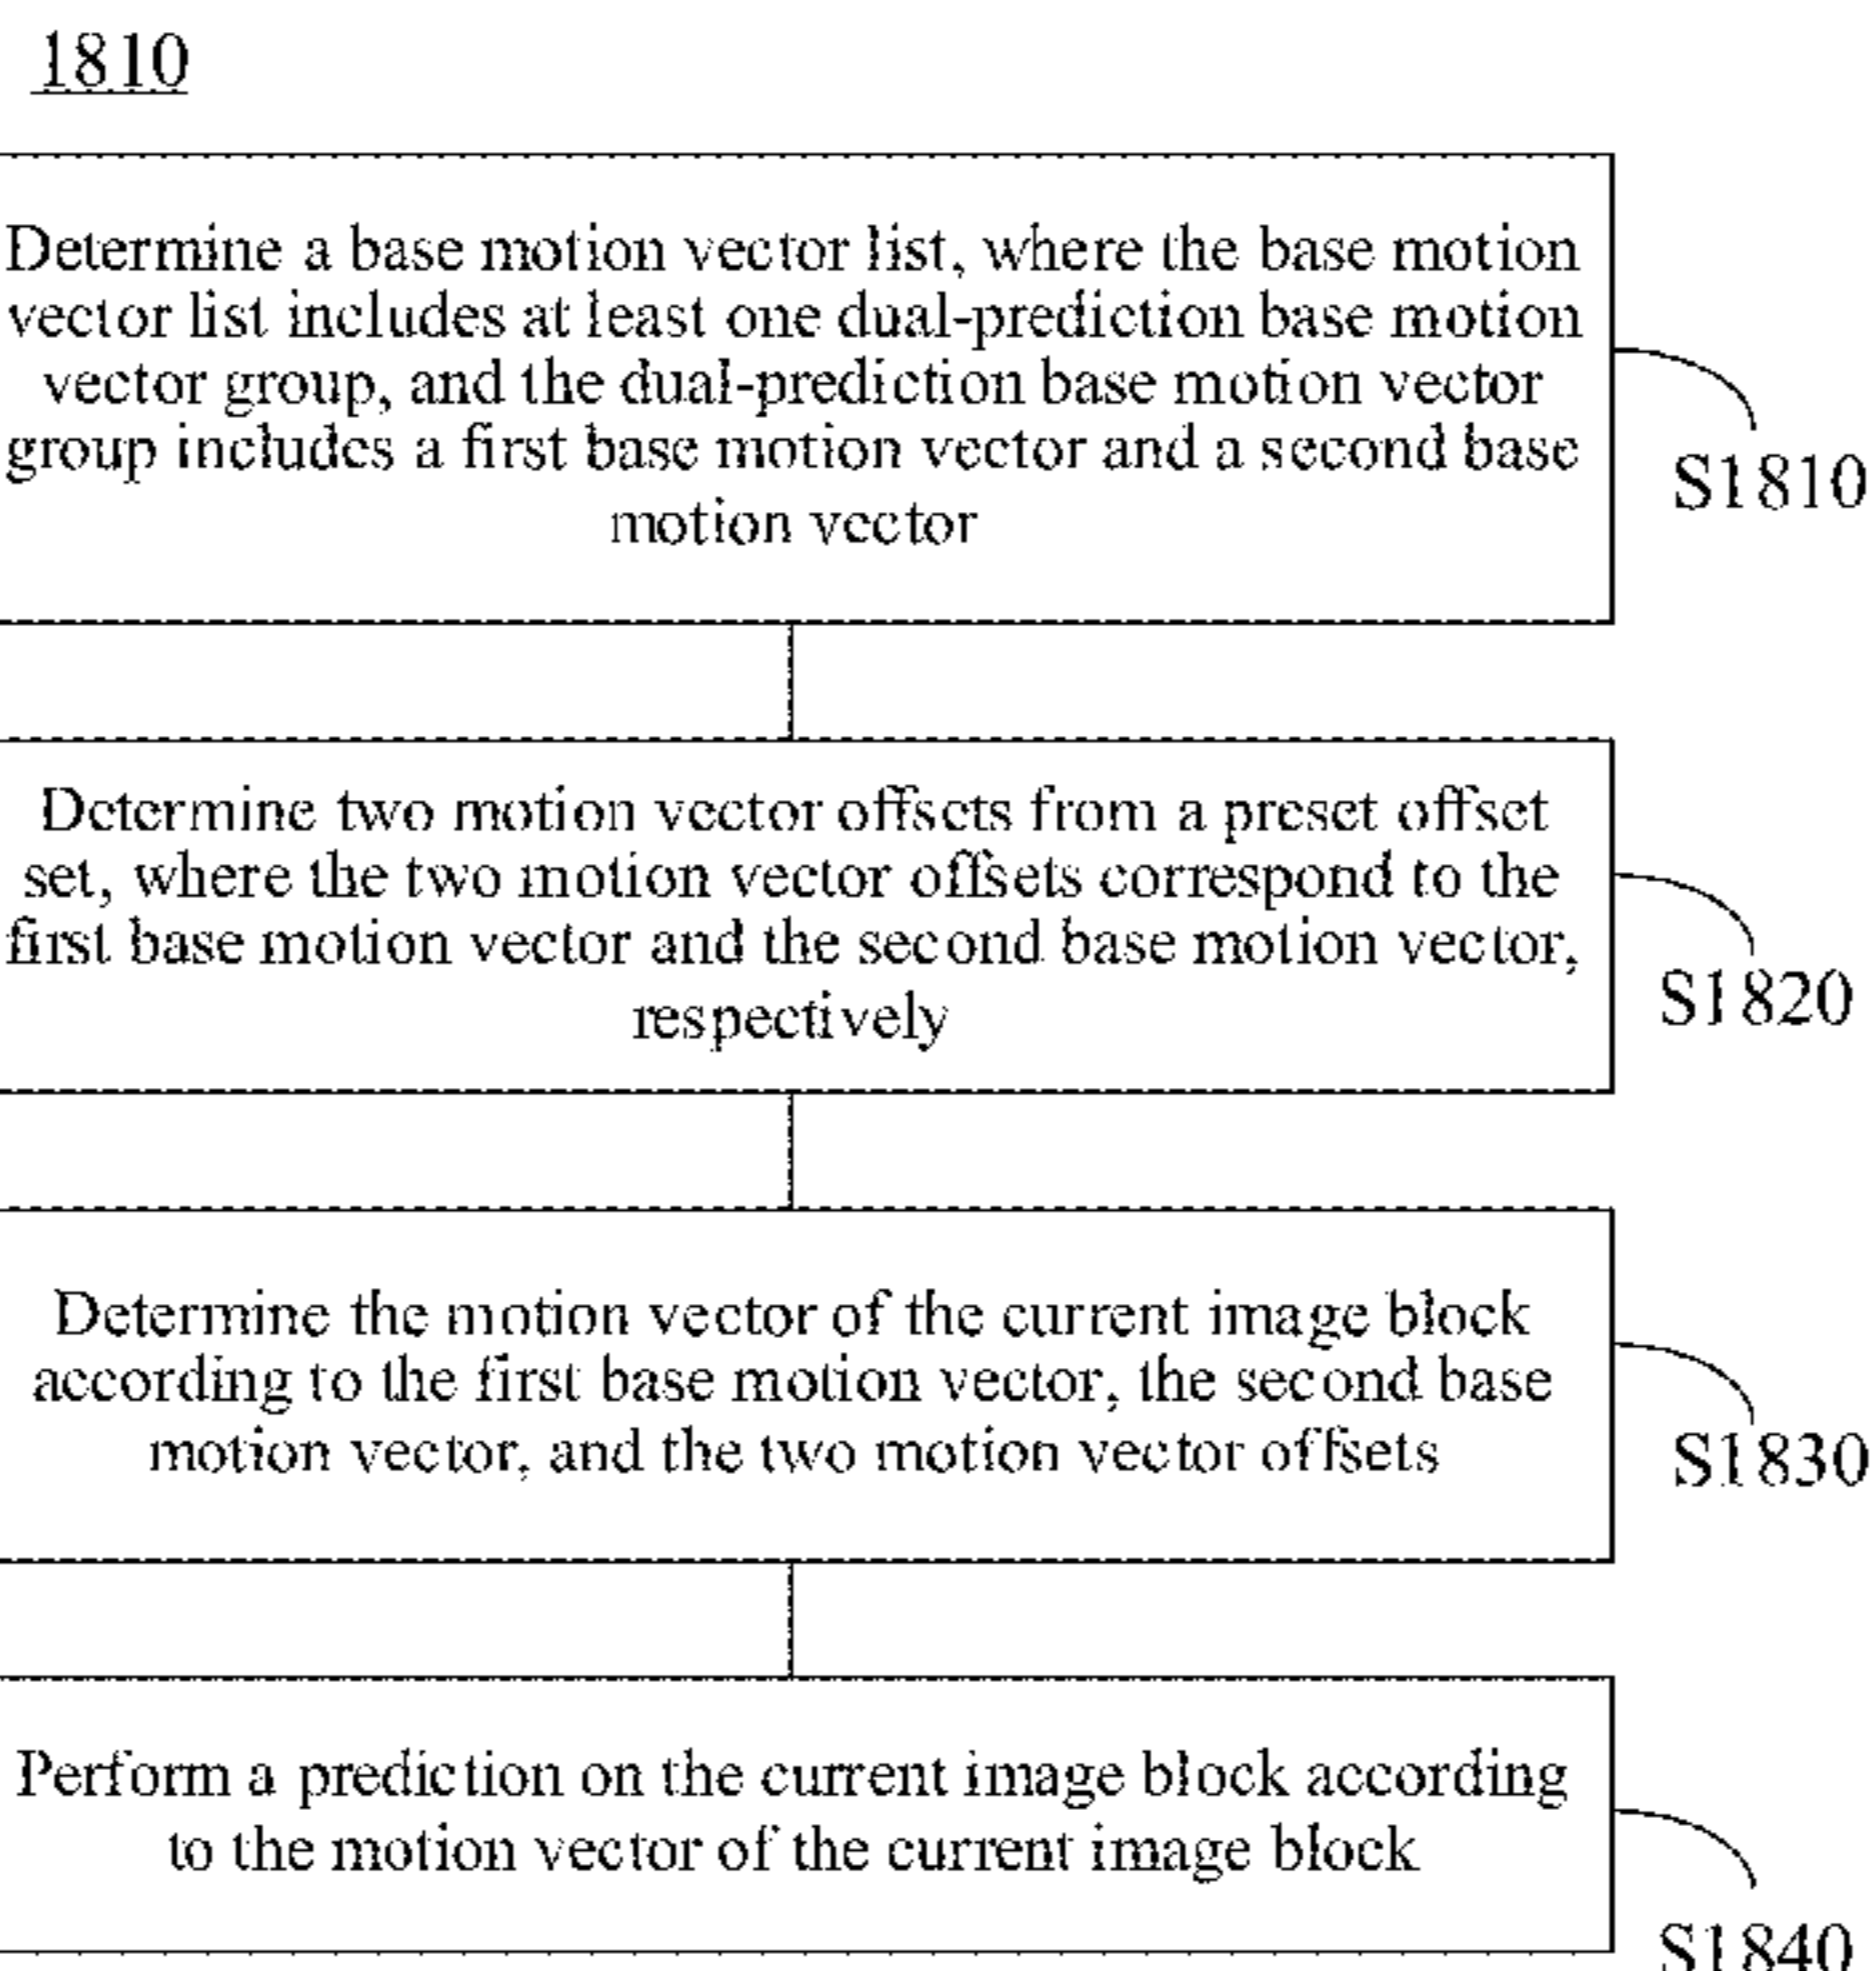 1810
Determine a base motion vector list, where the base motion
vector list includes at least one dual-prediction base motion
vector group, and the dual-prediction base motion vector
group includes a first base motion vector and a second base
motion vector
S1810
Determine two motion vector offsets from a preset offset
set, where the two motion vector offsets correspond to the
first base motion vector and the second base motion vector,
respectively
S1820
Determine the motion vector of the current image block
according to the first base motion vector, the second base
motion vector, and the two motion vector offsets
S1830
Perform a prediction on the current image block according
to the motion vector of the current image block
S1840